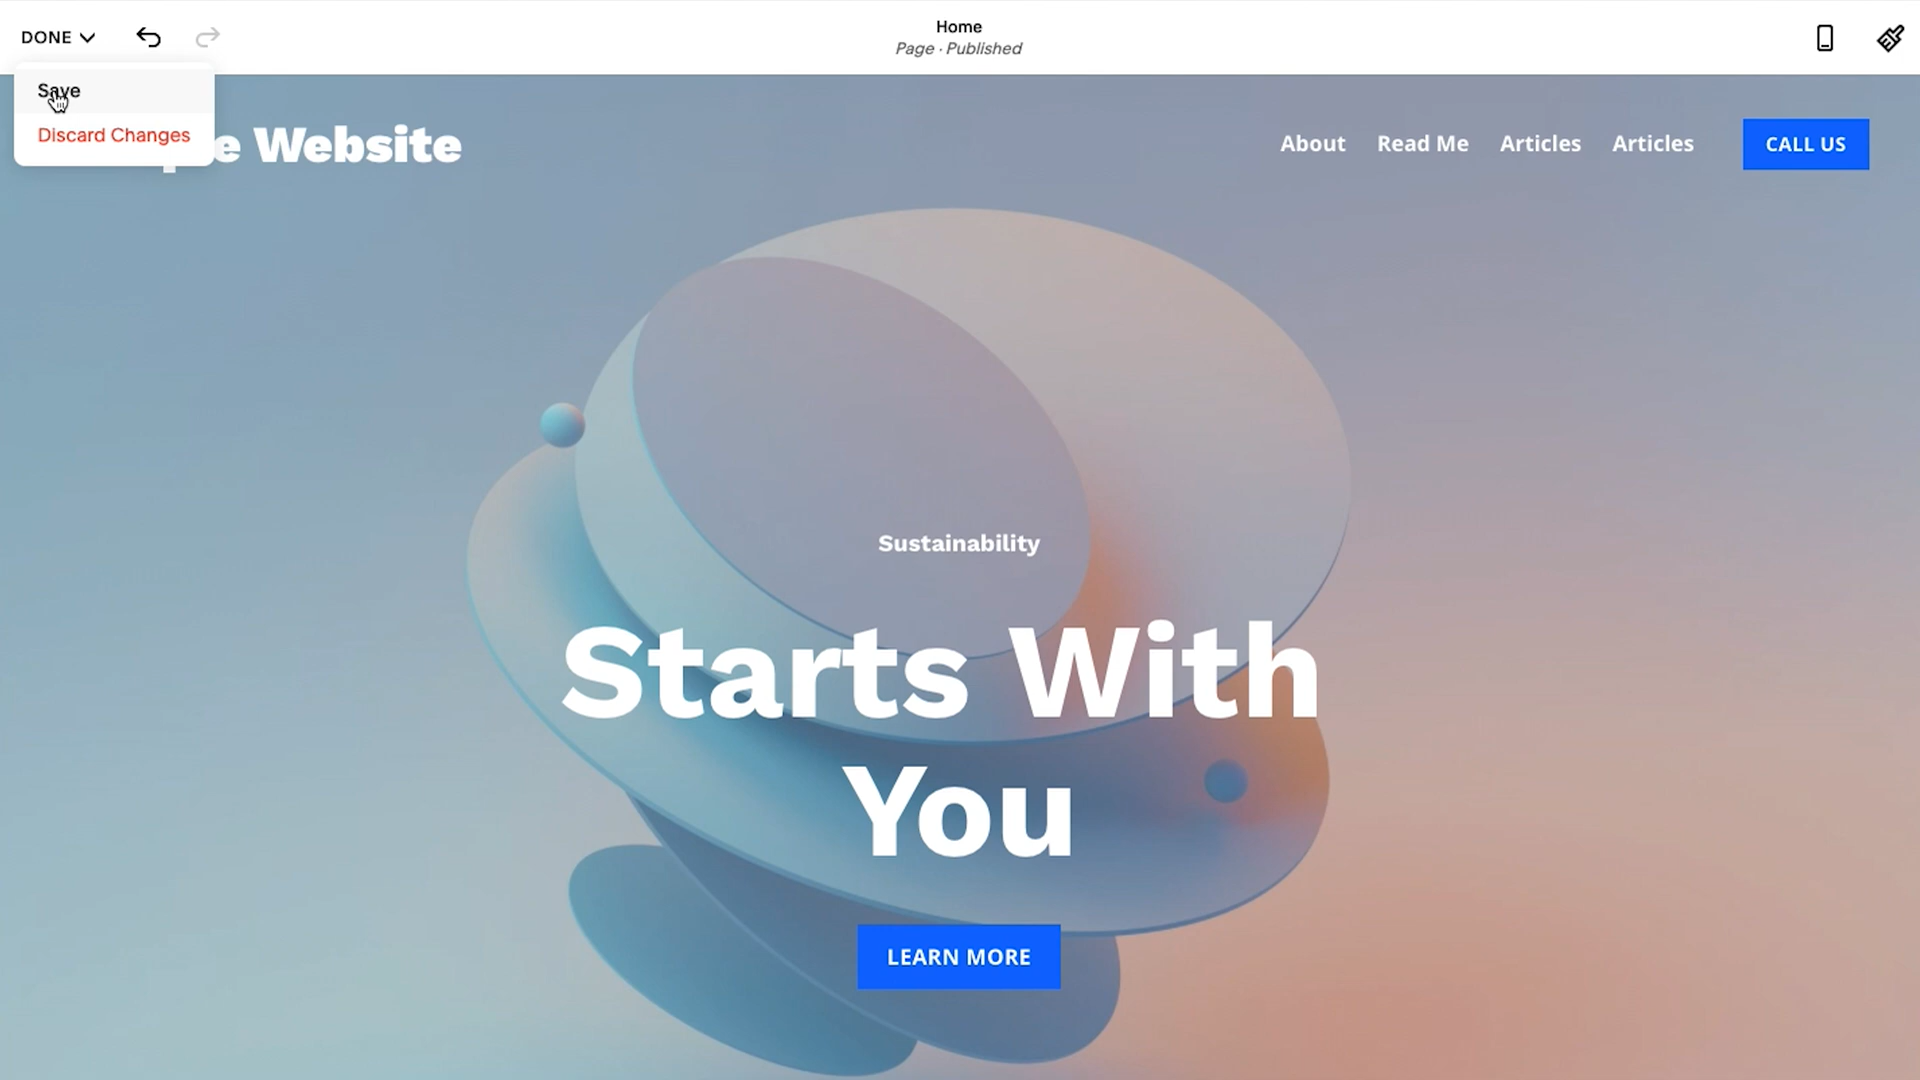 DONE
Home
Page · Published
Save
Discard Changes
Website
About
Read Me
Articles
Articles
CALL US
Sustainability
Starts With
You
LEARN MORE